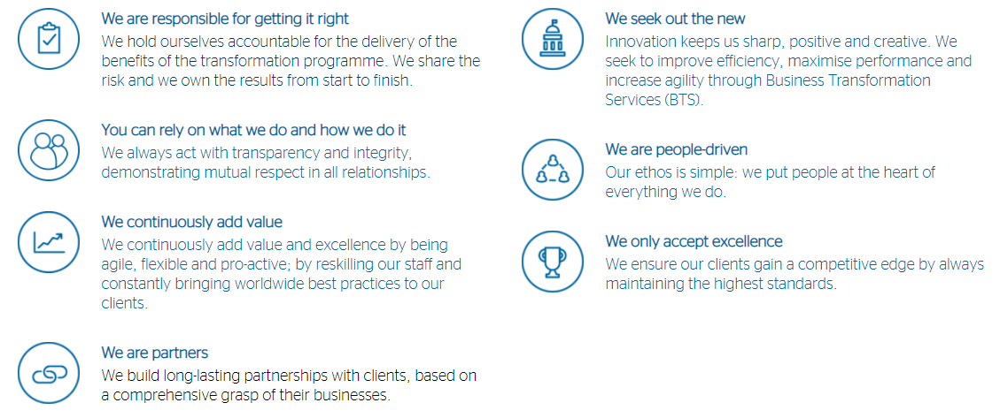 We are responsible for getting it right
We hold ourselves accountable for the delivery of the
benefits of the transformation programme. We share the
risk and we own the results from start to finish.
You can rely on what we do and how we do it
We always act with transparency and integrity,
demonstrating mutual respect in all relationships.
We continuously add value
We continuously add value and excellence by being
agile, flexible and pro-active; by reskilling our staff and
constantly bringing worldwide best practices to our
clients.
We are partners
We build long-lasting partnerships with clients, based on
a comprehensive grasp of their businesses.
We seek out the new
Innovation keeps us sharp, positive and creative. We
seek to improve efficiency, maximise performance and
increase agility through Business Transformation
Services (BTS).
We are people-driven
Our ethos is simple: we put people at the heart of
everything we do.
We only accept excellence
We ensure our clients gain a competitive edge by always
maintaining the highest standards.